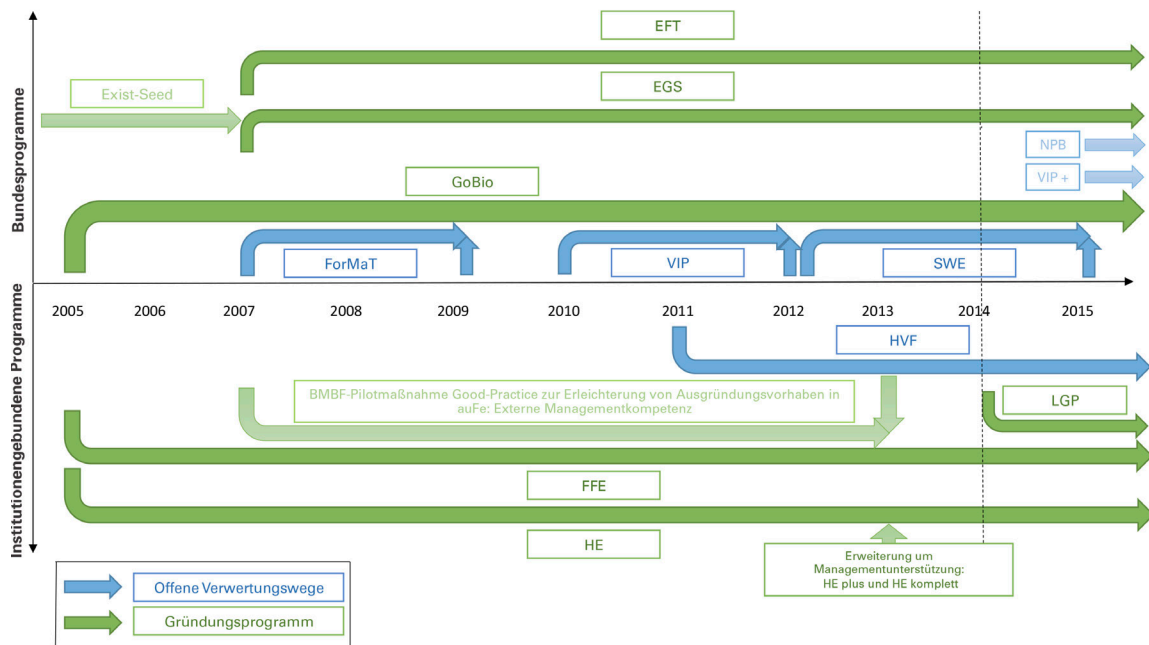 Bundesprogramme
EFT
Exist-Seed
EGS
NPB
VIP +
GoBio
ForMaT
VIP
SWE
2005 2006 2007 2008 2009 2010 2011 2012 2013 2014 2015
Institutionengebundene Programme
HVF
BMBF-Pilotmaßnahme Good-Practice zur Erleichterung von Ausgründungsvorhaben in
auFe: Externe Managementkompetenz
LGP
FFE
HE
Erweiterung um
Managementunterstützung:
HE plus und HE komplett
Offene Verwertungswege
Gründungsprogramm